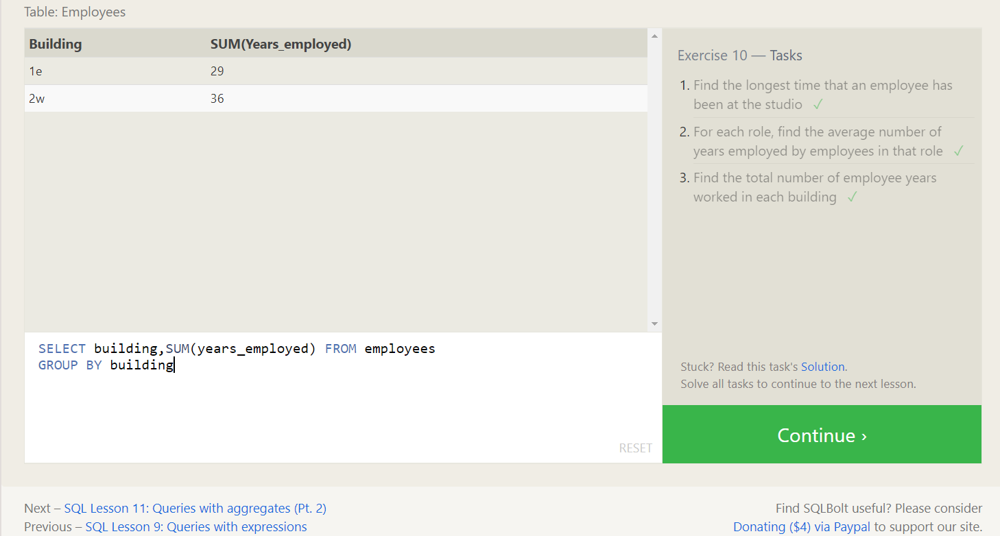 Table: Employees
Building SUM(Years_employed)
1e 29
2w 36
Exercise 10 — Tasks
1. Find the longest time that an employee has
been at the studio ✓
2. For each role, find the average number of
years employed by employees in that role ✓
3. Find the total number of employee years
worked in each building ✓
SELECT building,SUM(years_employed) FROM employees
GROUP BY building
RESET
Stuck? Read this task's Solution.
Solve all tasks to continue to the next lesson.
Continue ›
Next – SQL Lesson 11: Queries with aggregates (Pt. 2)
Previous – SQL Lesson 9: Queries with expressions
Find SQLBolt useful? Please consider
Donating ($4) via Paypal to support our site.